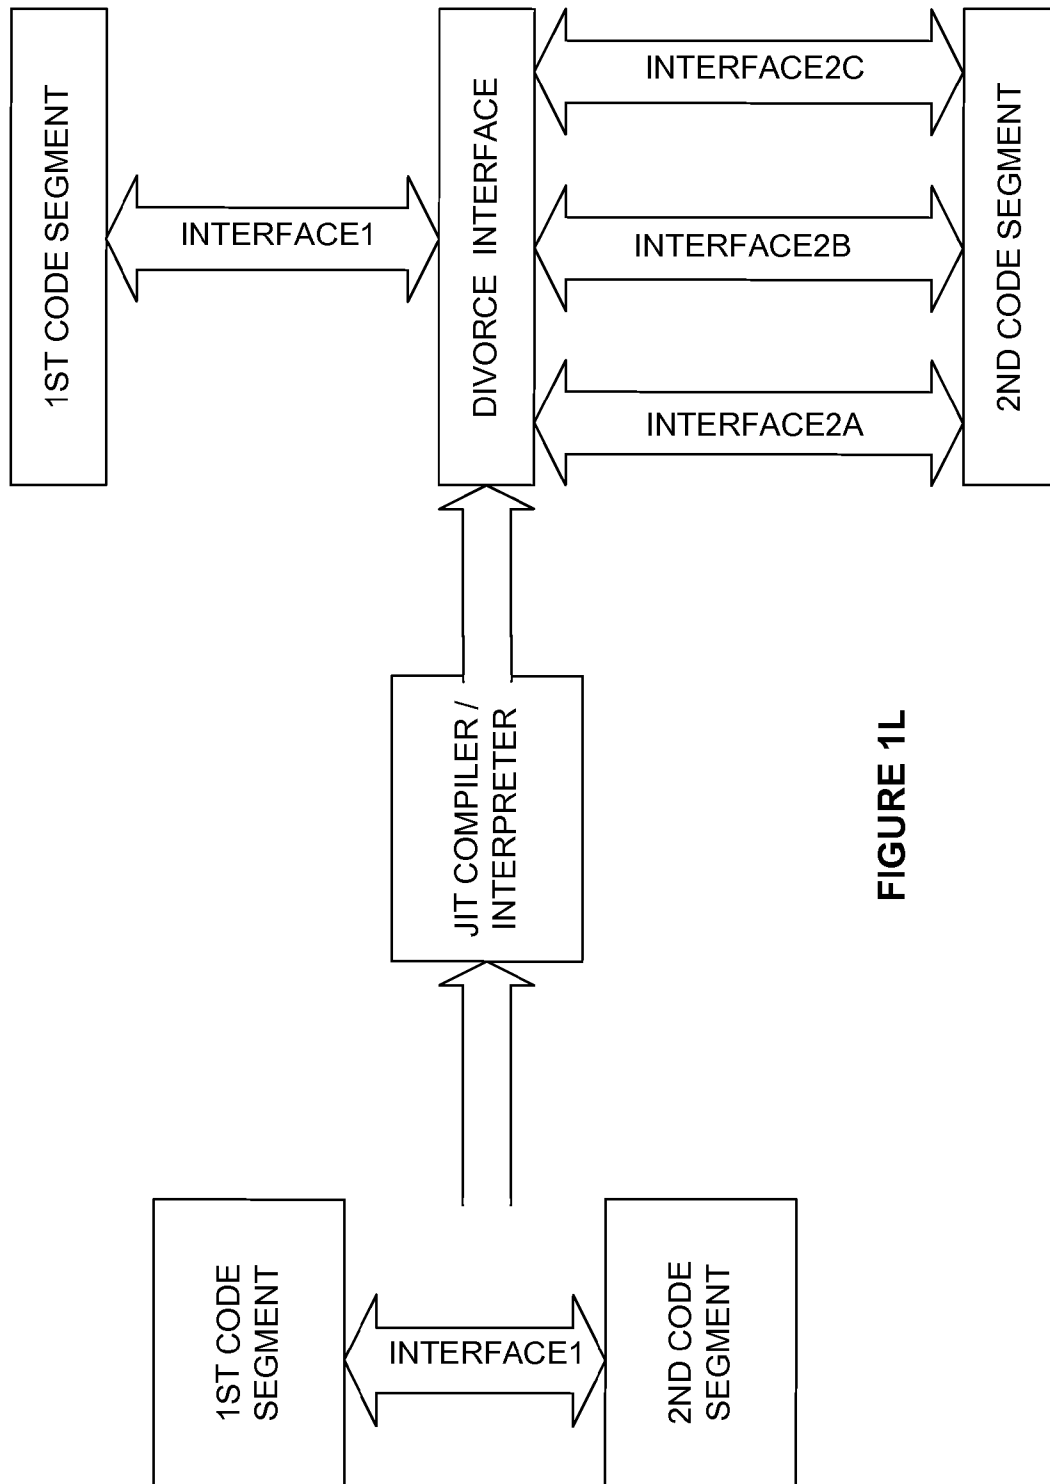 1ST CODE SEGMENT
INTERFACE1
DIVORCE INTERFACE
INTERFACE2A
INTERFACE2B
INTERFACE2C
2ND CODE SEGMENT
JIT COMPILER /
INTERPRETER
1ST CODE
SEGMENT
INTERFACE1
2ND CODE
SEGMENT
FIGURE 1L